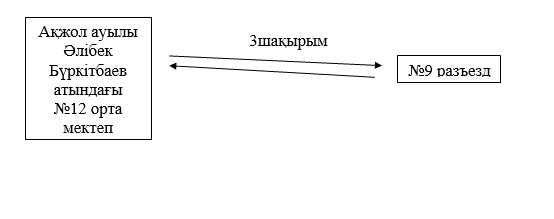 Ақжол ауылы
Әлібек
Бүркітбаев
атындағы
№12 орта
мектеп
3шақырым
№9 разъезд